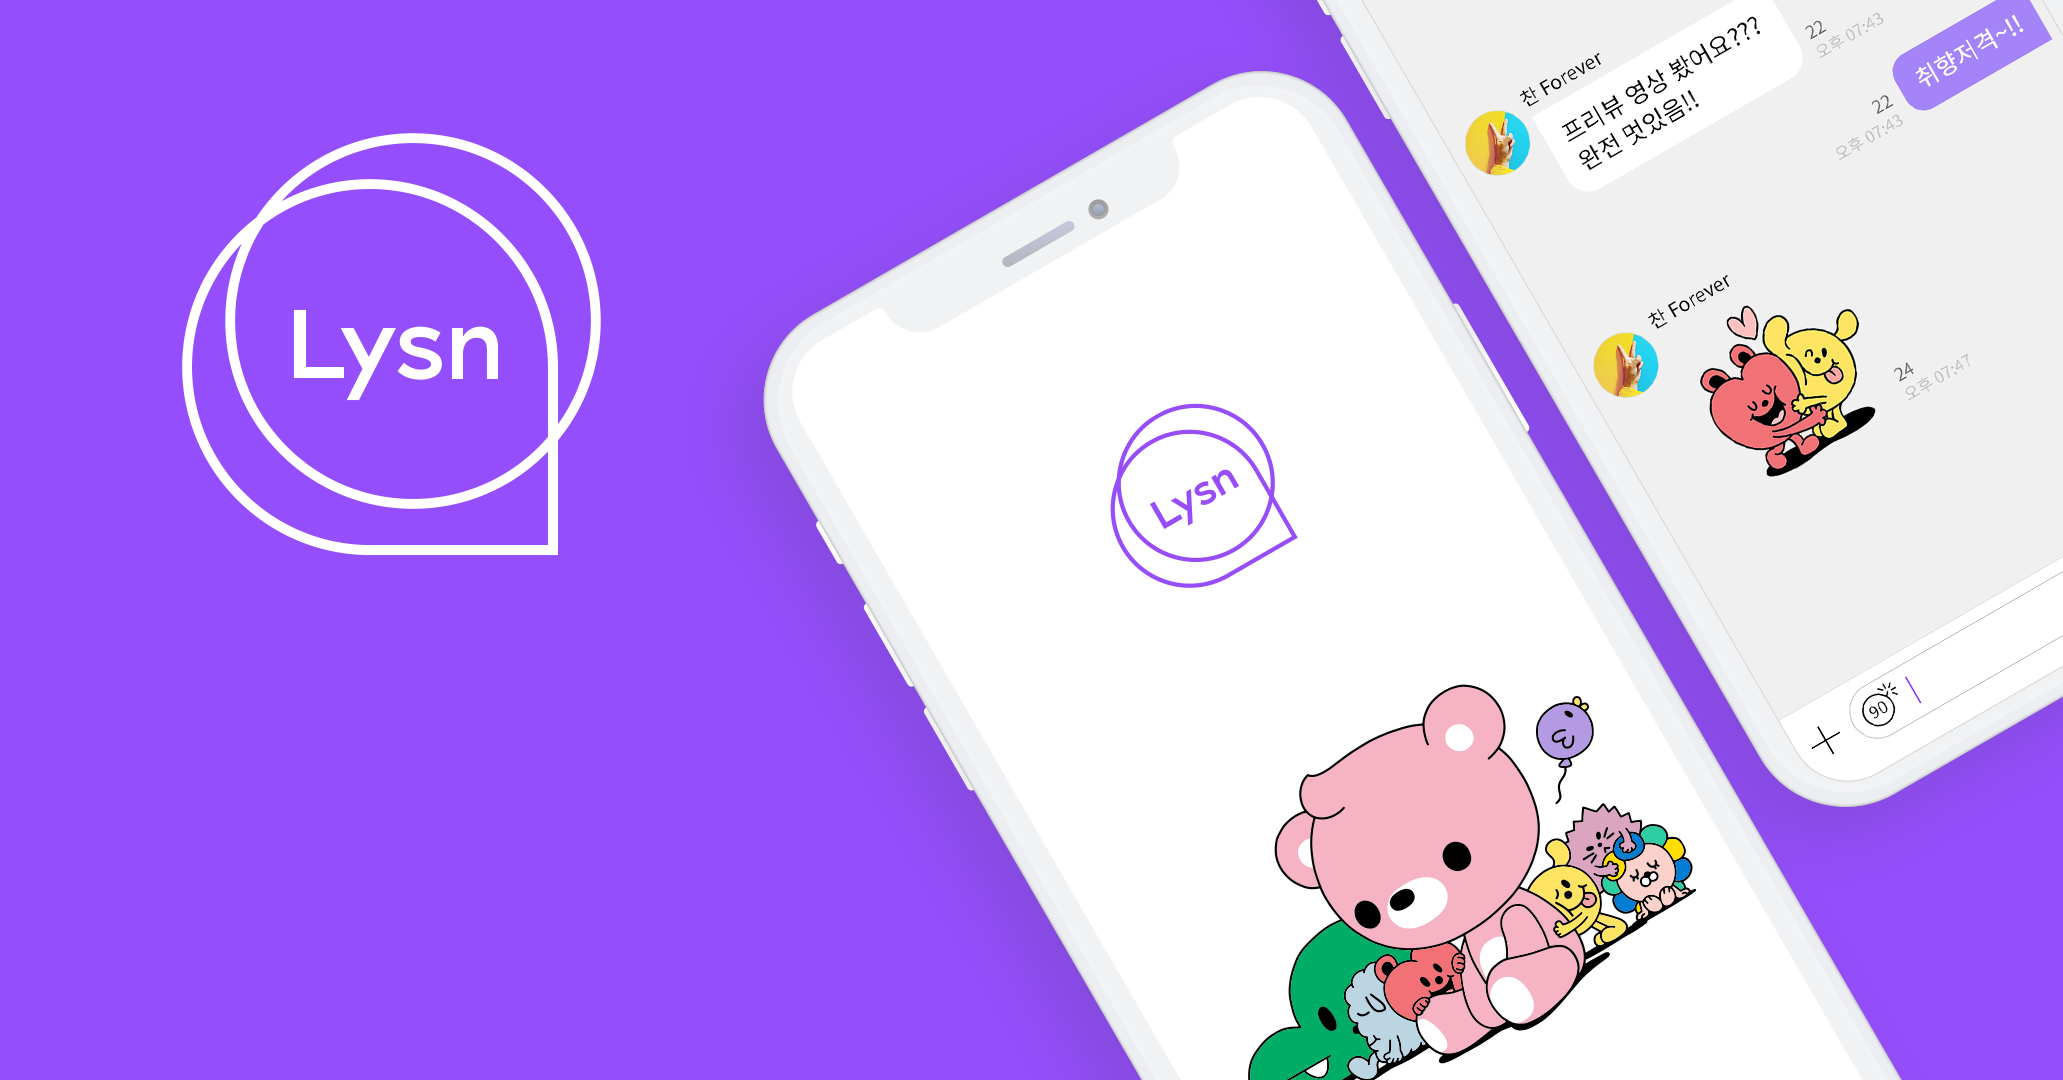 Lysn
Lysn
찬 Forever
프리뷰 영상 봤어요???
완전 멋있음!!
22
오후 07:43
취향저격~!!
22
오후 07:43
찬 Forever
24
오후 07:47
90